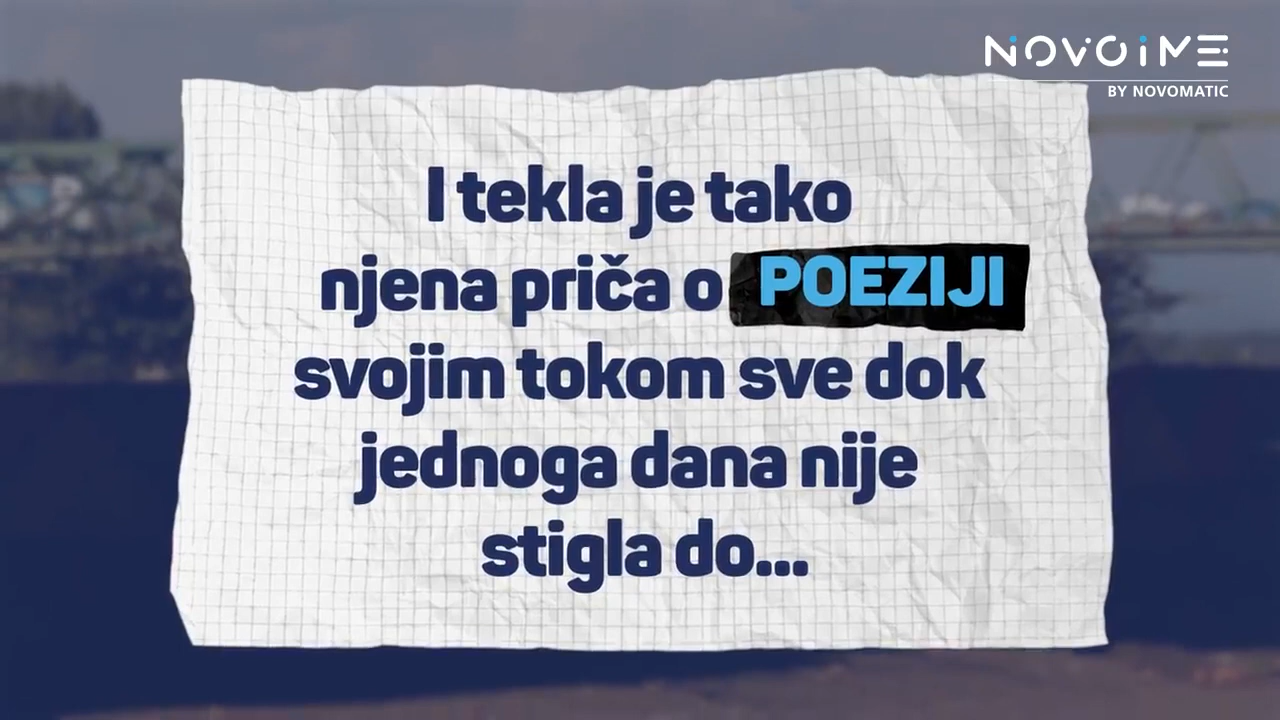 NOVOIME
BY NOVOMATIC
I tekla je tako
njena priča o POEZIJI
svojim tokom sve dok
jednoga dana nije
stigla do...